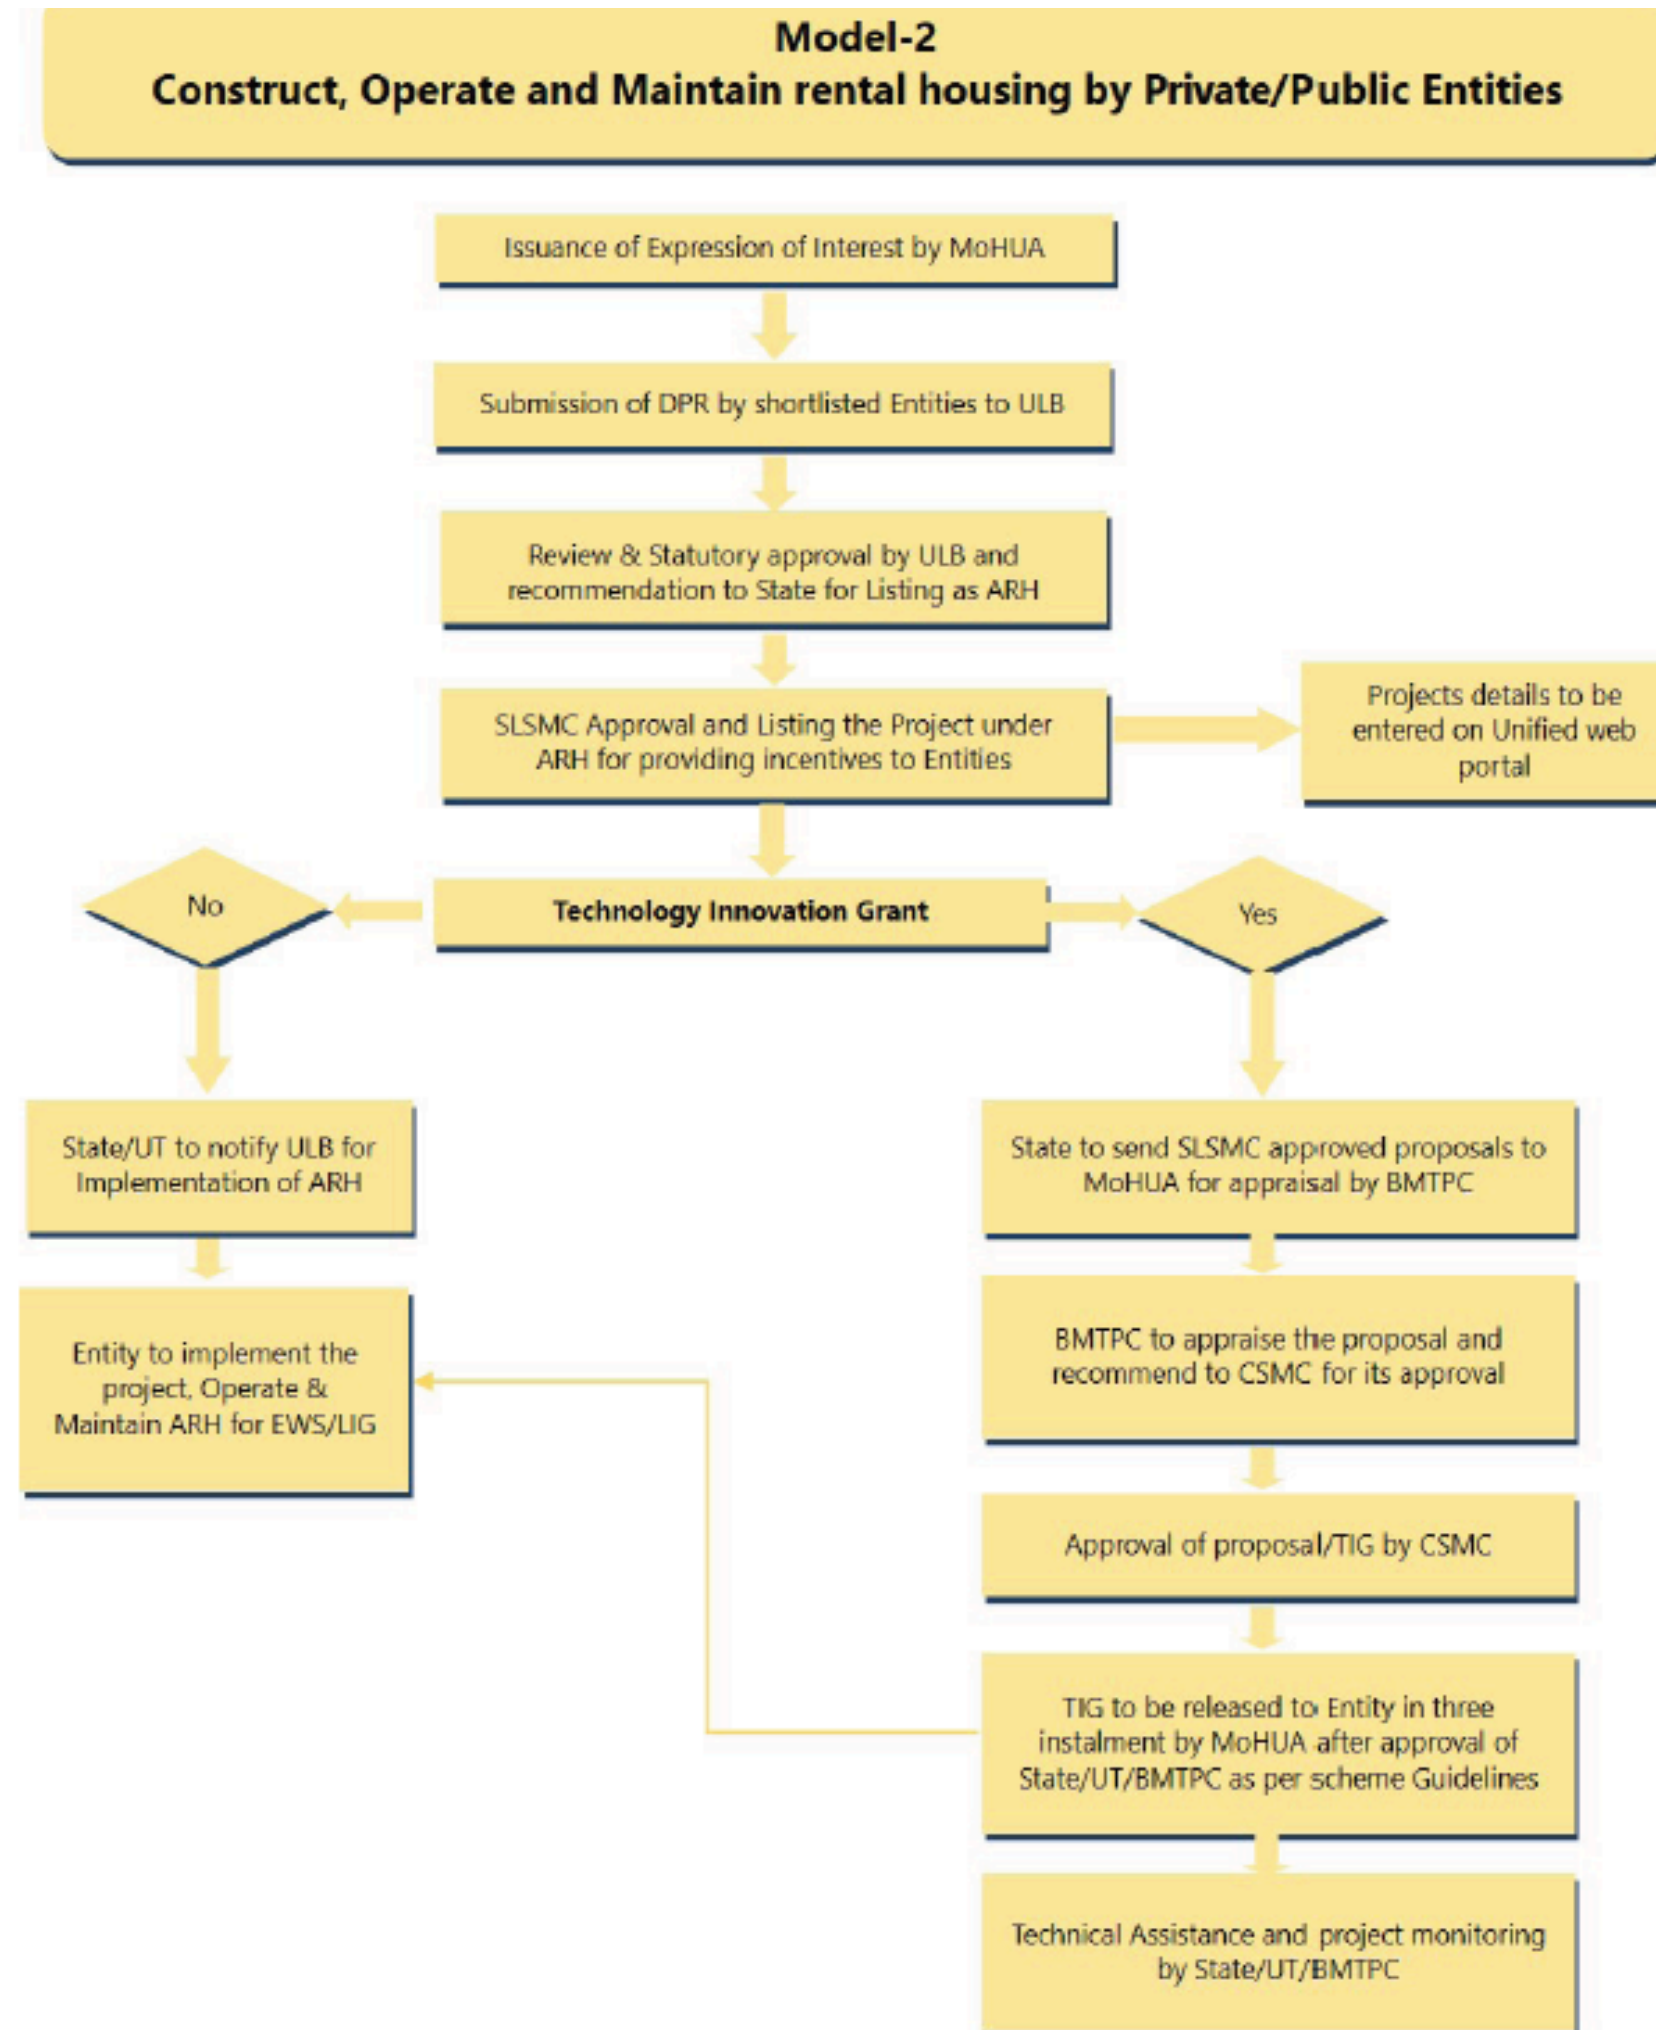 Model-2
Construct, Operate and Maintain rental housing by Private/Public Entities
Issuance of Expression of Interest by MoHUA
Submission of DPR by shortlisted Entities to ULB
Review & Statutory approval by ULB and
recommendation to State for Listing as ARH
SLSMC Approval and Listing the Project under
ARH for providing incentives to Entities
Projects details to be
entered on Unified web
portal
No
Technology Innovation Grant
Yes
State/UT to notify ULB for
Implementation of ARH
Entity to implement the
project, Operate &
Maintain ARH for EWS/LIG
State to send SLSMC approved proposals to
MoHUA for appraisal by BMTPC
BMTPC to appraise the proposal and
recommend to CSMC for its approval
Approval of proposal/TIG by CSMC
TIG to be released to Entity in three
instalment by MoHUA after approval of
State/UT/BMTPC as per scheme Guidelines
Technical Assistance and project monitoring
by State/UT/BMTPC